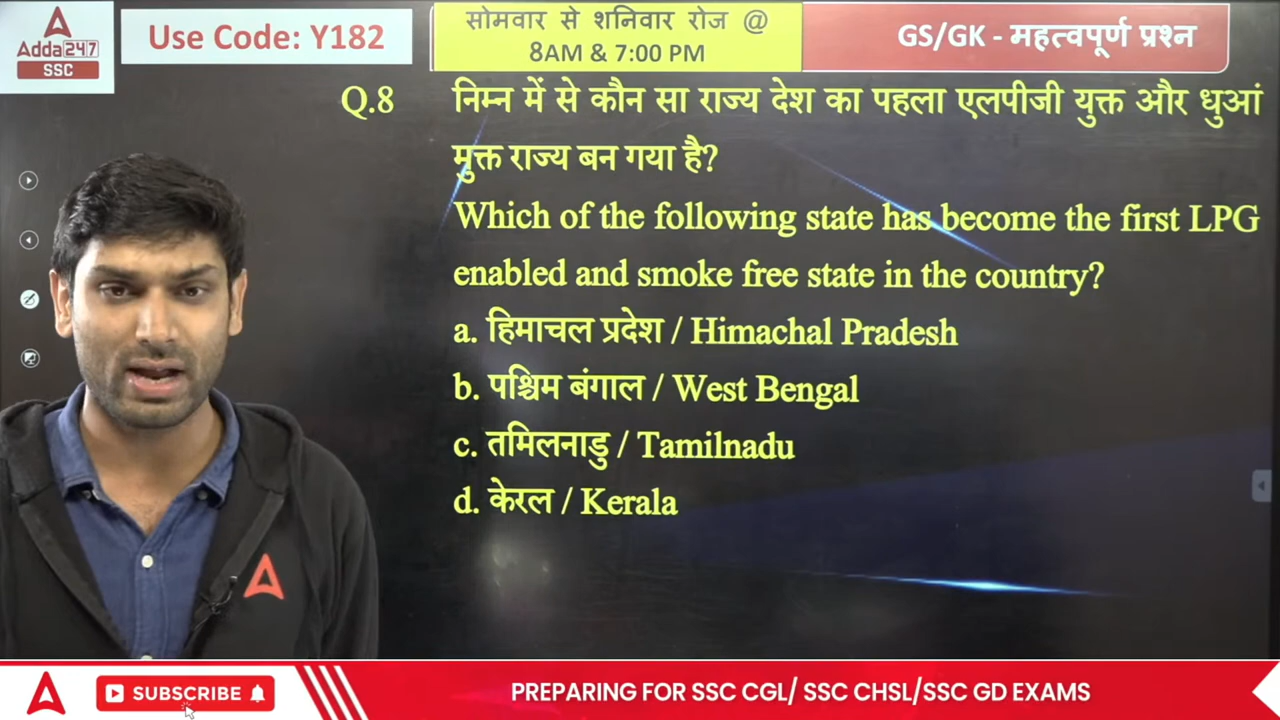 Adda247
SSC
Use Code: Y182
सोमवार से शनिवार रोज @
8AM & 7:00 PM
GS/GK - महत्वपूर्ण प्रश्न
Q.8 निम्न में से कौन सा राज्य देश का पहला एलपीजी युक्त और धुआं
मुक्त राज्य बन गया है?
Which of the following state has become the first LPG
enabled and smoke free state in the country?
a. हिमाचल प्रदेश / Himachal Pradesh
b. पश्चिम बंगाल / West Bengal
c. तमिलनाडु / Tamilnadu
d. केरल / Kerala
SUBSCRIBE
PREPARING FOR SSC CGL/ SSC CHSL/SSC GD EXAMS